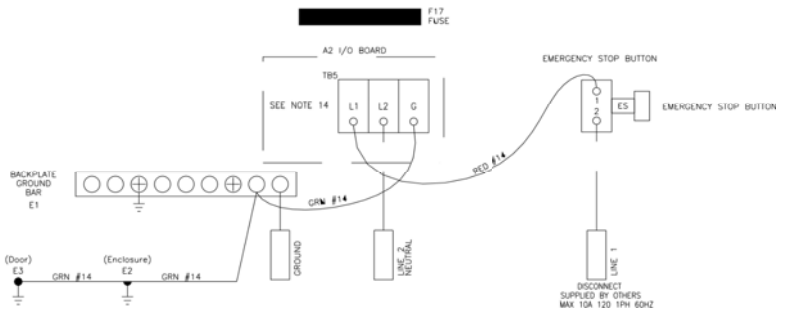 F17
FUSE
A2 I/O BOARD
EMERGENCY STOP BUTTON
TB5
SEE NOTE 14
L1 L2 G
1
2
ES
EMERGENCY STOP BUTTON
RED #14
BACKPLATE
GROUND
BAR
E1
GRN #14
(Door)
E3
(Enclosure)
E2
GRN #14
GRN #14
GROUND
LINE 2
NEUTRAL
LINE 1
DISCONNECT
SUPPLIED BY OTHERS
MAX 10A 120 1PH 60HZ